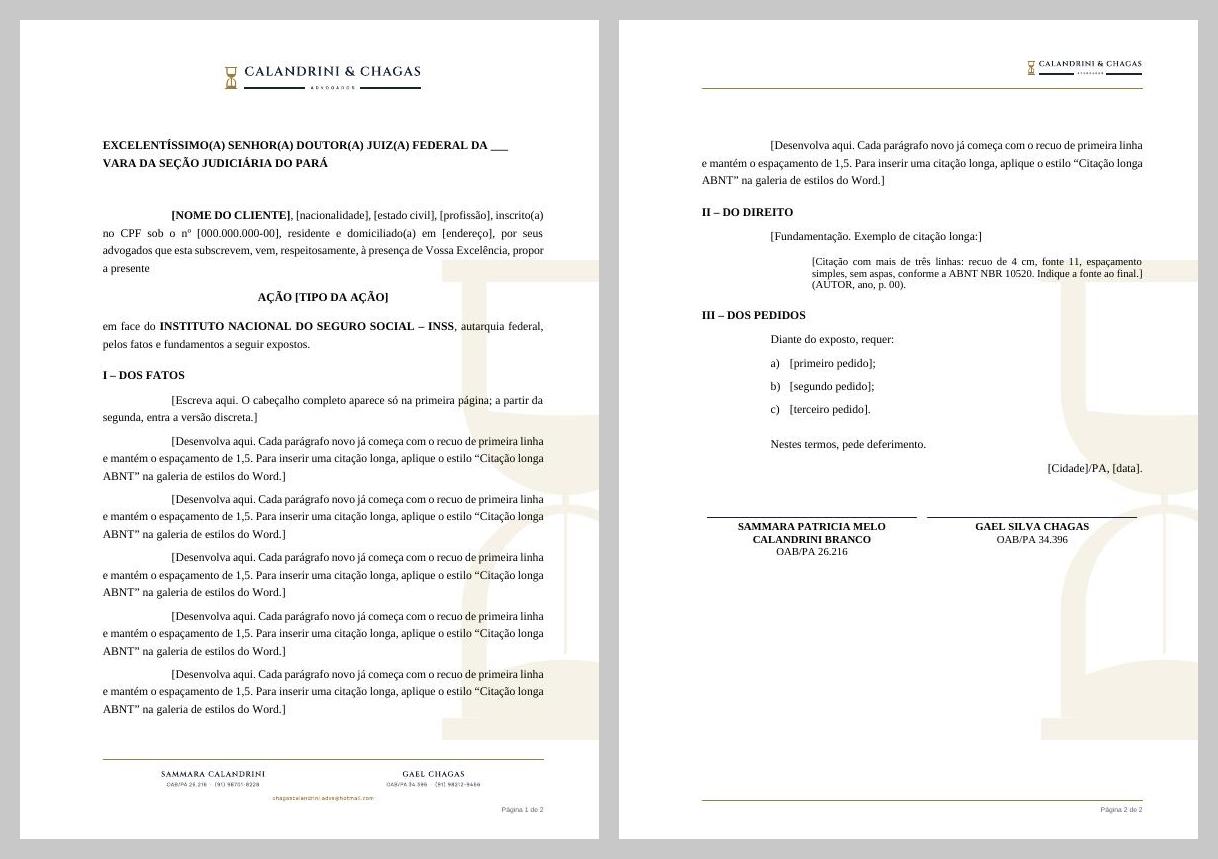 CALANDRINI & CHAGAS
ADVOGADOS
EXCELENTÍSSIMO(A) SENHOR(A) DOUTOR(A) JUIZ(A) FEDERAL DA ___
VARA DA SEÇÃO JUDICIÁRIA DO PARÁ
[NOME DO CLIENTE], [nacionalidade], [estado civil], [profissão], inscrito(a)
no CPF sob o nº [000.000.000-00], residente e domiciliado(a) em [endereço], por seus
advogados que esta subscrevem, vem, respeitosamente, à presença de Vossa Excelência, propor
a presente
AÇÃO [TIPO DA AÇÃO]
em face do INSTITUTO NACIONAL DO SEGURO SOCIAL – INSS, autarquia federal,
pelos fatos e fundamentos a seguir expostos.
I – DOS FATOS
[Escreva aqui. O cabeçalho completo aparece só na primeira página; a partir da
segunda, entra a versão discreta.]
[Desenvolva aqui. Cada parágrafo novo já começa com o recuo de primeira linha
e mantém o espaçamento de 1,5. Para inserir uma citação longa, aplique o estilo “Citação longa
ABNT” na galeria de estilos do Word.]
[Desenvolva aqui. Cada parágrafo novo já começa com o recuo de primeira linha
e mantém o espaçamento de 1,5. Para inserir uma citação longa, aplique o estilo “Citação longa
ABNT” na galeria de estilos do Word.]
[Desenvolva aqui. Cada parágrafo novo já começa com o recuo de primeira linha
e mantém o espaçamento de 1,5. Para inserir uma citação longa, aplique o estilo “Citação longa
ABNT” na galeria de estilos do Word.]
[Desenvolva aqui. Cada parágrafo novo já começa com o recuo de primeira linha
e mantém o espaçamento de 1,5. Para inserir uma citação longa, aplique o estilo “Citação longa
ABNT” na galeria de estilos do Word.]
[Desenvolva aqui. Cada parágrafo novo já começa com o recuo de primeira linha
e mantém o espaçamento de 1,5. Para inserir uma citação longa, aplique o estilo “Citação longa
ABNT” na galeria de estilos do Word.]
SAMMARA CALANDRINI GAEL CHAGAS
OAB/PA 26.216 · (91) 98701-8228 OAB/PA 34.396 · (91) 98212-9456
chagascalandrini.advs@hotmail.com
Página 1 de 2
CALANDRINI & CHAGAS
ADVOGADOS
[Desenvolva aqui. Cada parágrafo novo já começa com o recuo de primeira linha
e mantém o espaçamento de 1,5. Para inserir uma citação longa, aplique o estilo “Citação longa
ABNT” na galeria de estilos do Word.]
II – DO DIREITO
[Fundamentação. Exemplo de citação longa:]
[Citação com mais de três linhas: recuo de 4 cm, fonte 11, espaçamento
simples, sem aspas, conforme a ABNT NBR 10520. Indique a fonte ao final.]
(AUTOR, ano, p. 00).
III – DOS PEDIDOS
Diante do exposto, requer:
a) [primeiro pedido];
b) [segundo pedido];
c) [terceiro pedido].
Nestes termos, pede deferimento.
[Cidade]/PA, [data].
SAMMARA PATRICIA MELO GAEL SILVA CHAGAS
CALANDRINI BRANCO OAB/PA 34.396
OAB/PA 26.216
Página 2 de 2